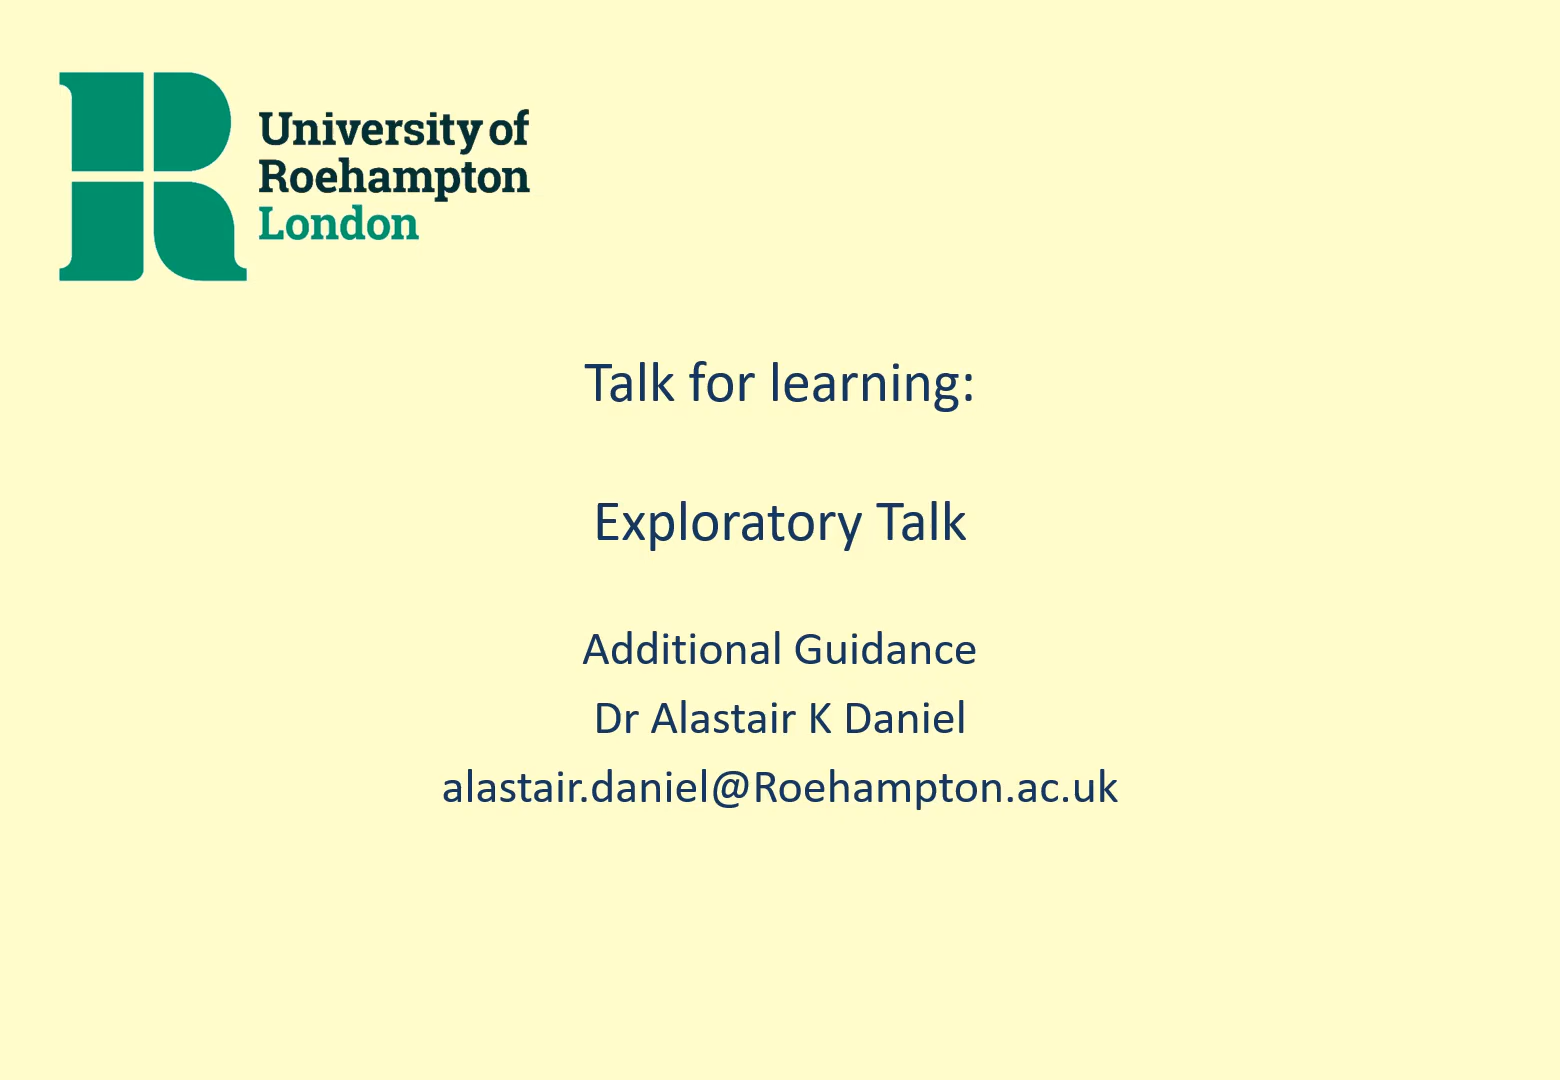 University of
Roehampton
London
Talk for learning:
Exploratory Talk
Additional Guidance
Dr Alastair K Daniel
alastair.daniel@Roehampton.ac.uk